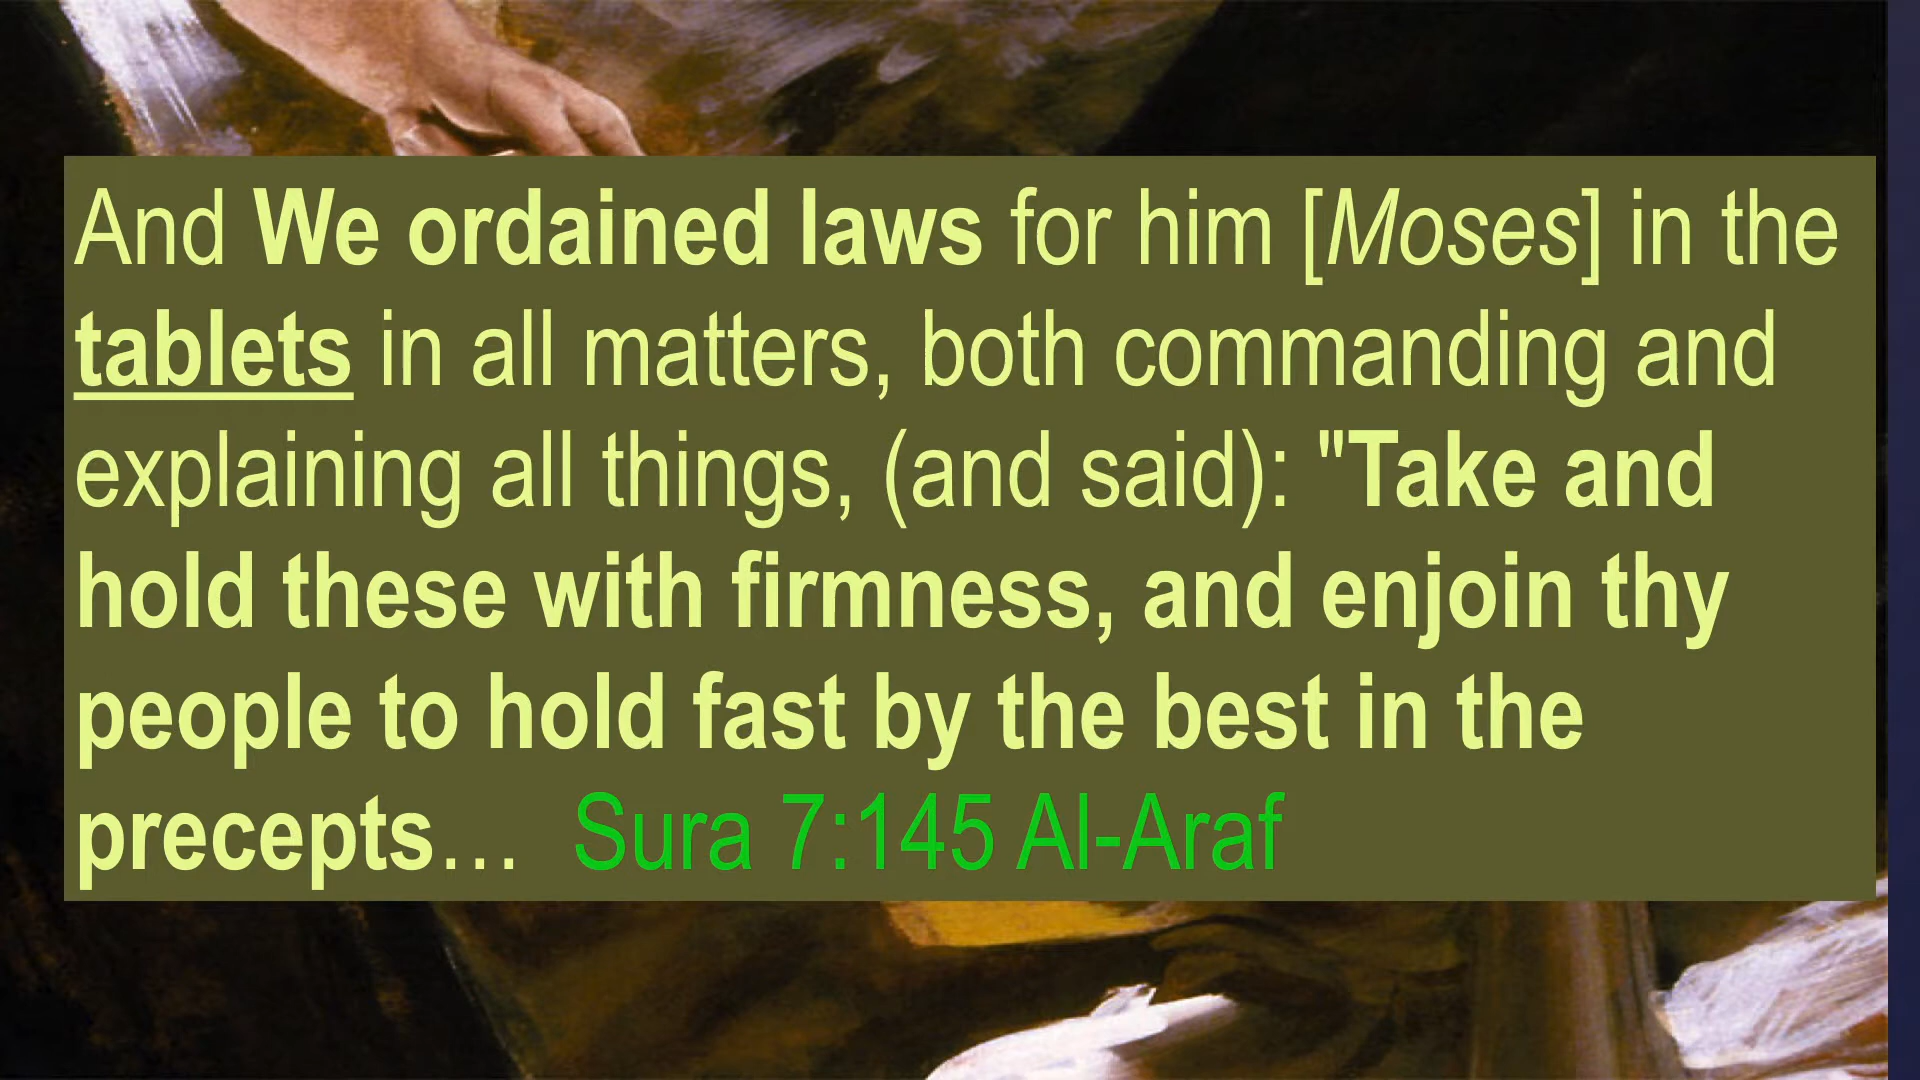 And We ordained laws for him [Moses] in the
tablets in all matters, both commanding and
explaining all things, (and said): "Take and
hold these with firmness, and enjoin thy
people to hold fast by the best in the
precepts… Sura 7:145 Al-Araf